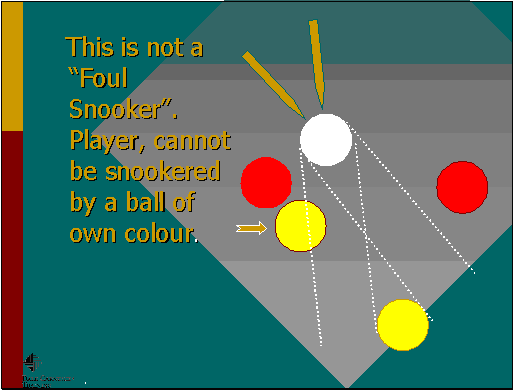 This is not a
“Foul
Snooker”.
Player, cannot
be snookered
by a ball of
own colour.